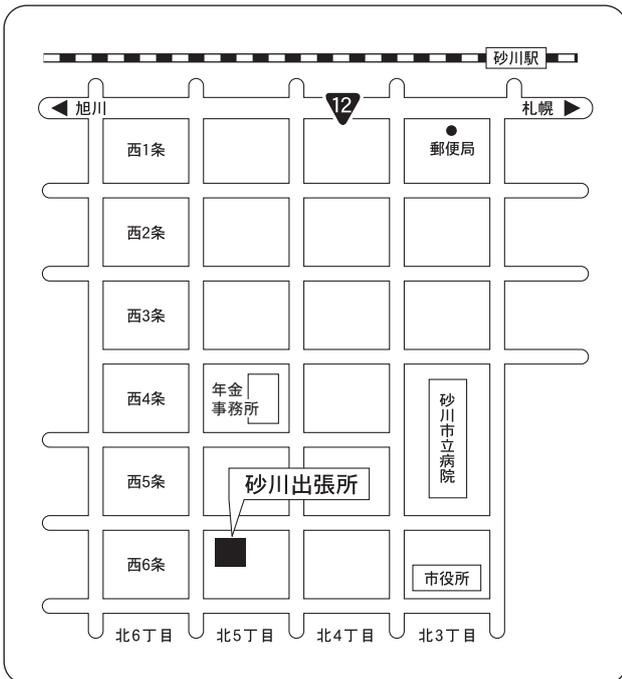 砂川駅
旭川
12
札幌
西1条
郵便局
西2条
西3条
西4条
年金
事務所
砂川市立病院
西5条
砂川出張所
西6条
市役所
北6丁目
北5丁目
北4丁目
北3丁目